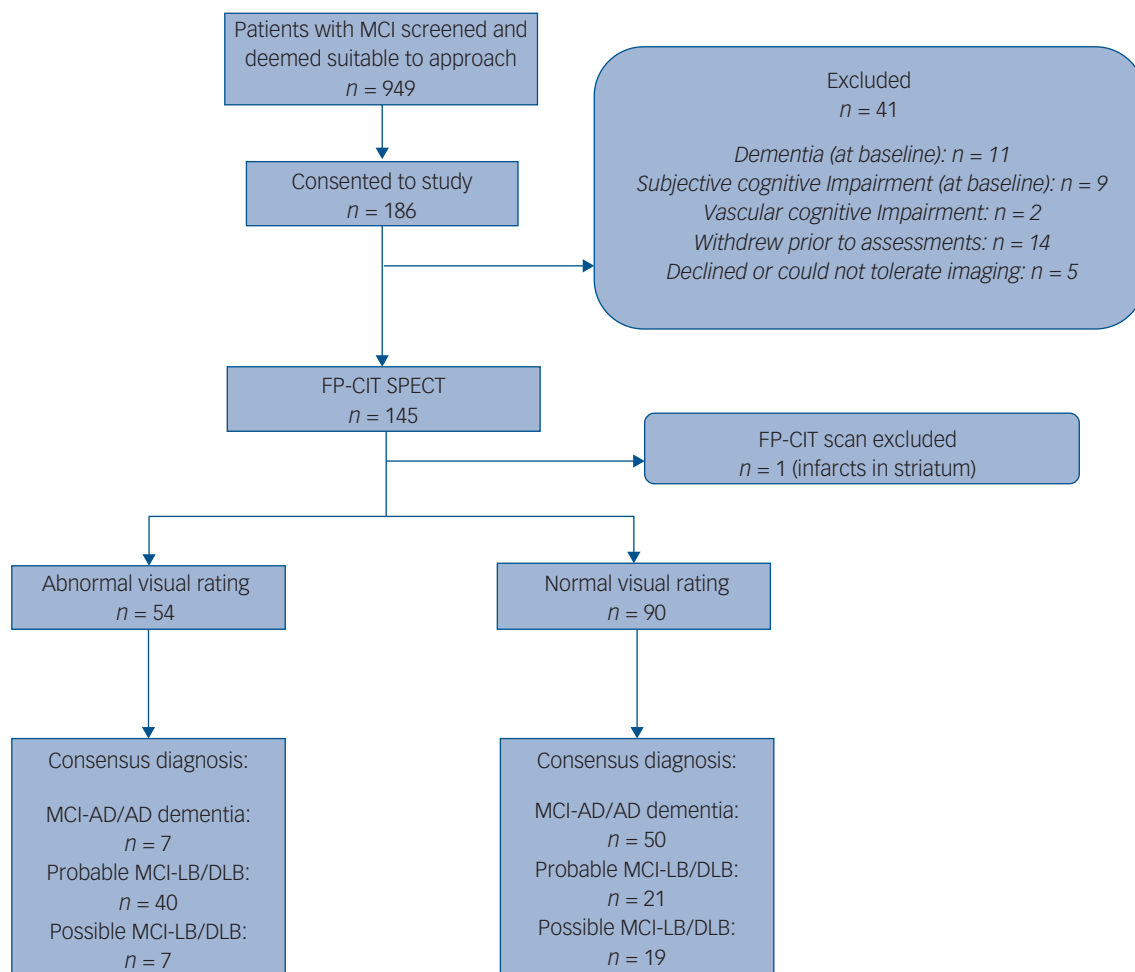 Patients with MCI screened and
deemed suitable to approach
n = 949
Excluded
n = 41
Dementia (at baseline): n = 11
Subjective cognitive Impairment (at baseline): n = 9
Vascular cognitive Impairment: n = 2
Withdrew prior to assessments: n = 14
Declined or could not tolerate imaging: n = 5
Consented to study
n = 186
FP-CIT SPECT
n = 145
FP-CIT scan excluded
n = 1 (infarcts in striatum)
Abnormal visual rating
n = 54
Normal visual rating
n = 90
Consensus diagnosis:
MCI-AD/AD dementia:
n = 7
Probable MCI-LB/DLB:
n = 40
Possible MCI-LB/DLB:
n = 7
Consensus diagnosis:
MCI-AD/AD dementia:
n = 50
Probable MCI-LB/DLB:
n = 21
Possible MCI-LB/DLB:
n = 19